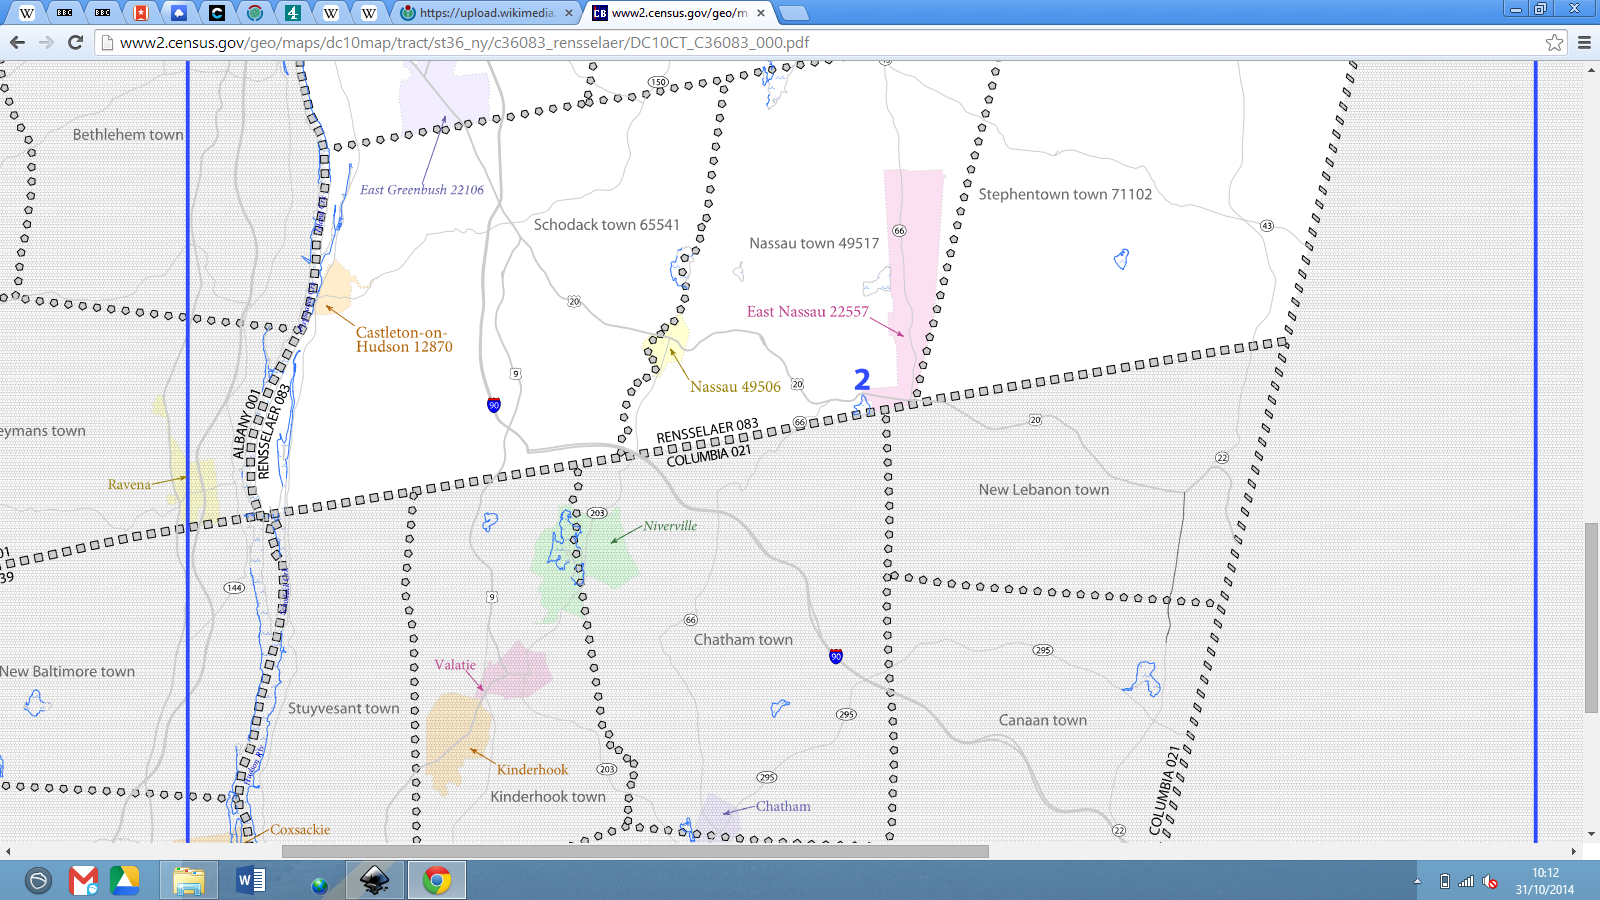 W
BBC
BBC
C
4
W
W
https://upload.wikimedia.
www2.census.gov/geo/m
www2.census.gov/geo/maps/dc10map/tract/st36_ny/c36083_rensselaer/DC10CT_C36083_000.pdf
150
43
Bethlehem town
East Greenbush 22106
Stephentown town 71102
Schodack town 65541
66
43
Nassau town 49517
20
East Nassau 22557
Castleton-on-
Hudson 12870
9
2
Nassau 49506
20
90
ALBANY 001
RENSSELAER 083
eymans town
RENSSELAER 083
66
20
COLUMBIA 021
22
Ravena
New Lebanon town
203
Niverville
01
39
144
9
66
Chatham town
295
90
Valatie
New Baltimore town
Stuyvesant town
295
Canaan town
Kinderhook
203
295
Hudson Riv
COLUMBIA 021
Kinderhook town
Chatham
Coxsackie
22
W
10:12
31/10/2014